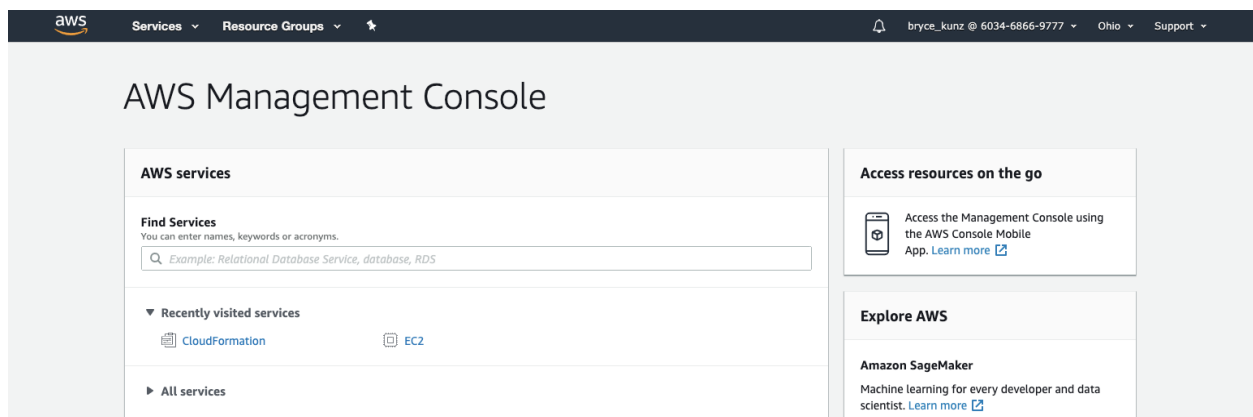 aws
Services
Resource Groups
bryce_kunz @ 6034-6866-9777
Ohio
Support
AWS Management Console
AWS services
Find Services
You can enter names, keywords or acronyms.
Example: Relational Database Service, database, RDS
Recently visited services
CloudFormation
EC2
All services
Access resources on the go
Access the Management Console using
the AWS Console Mobile
App. Learn more
Explore AWS
Amazon SageMaker
Machine learning for every developer and data
scientist. Learn more